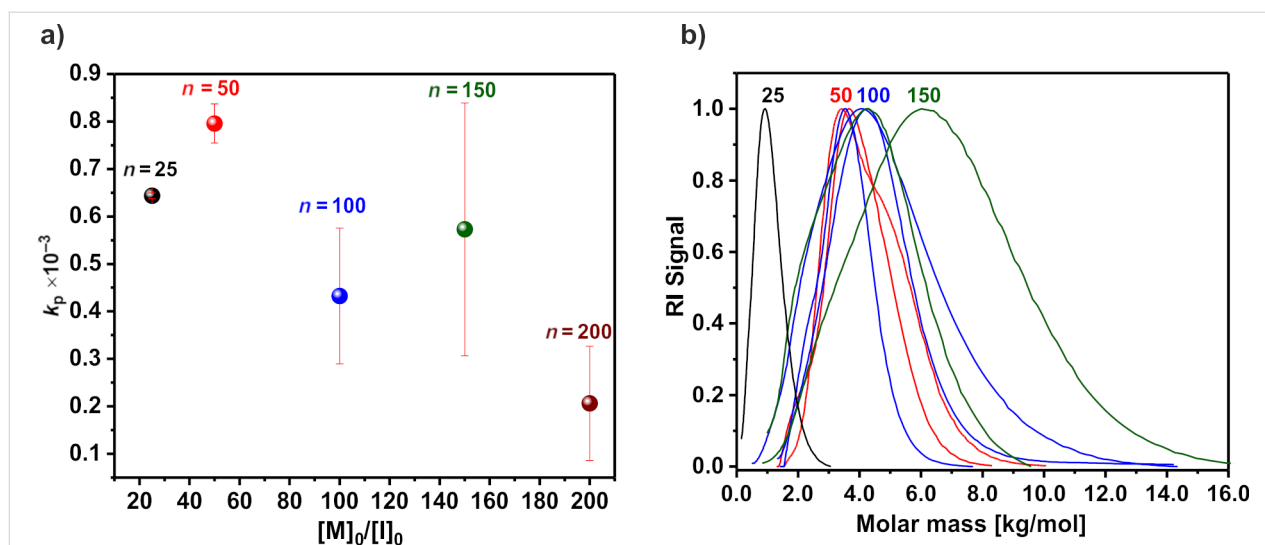 a)
b)
0.9
0.8
0.7
0.6
0.5
0.4
0.3
0.2
0.1
kp ×10−3
n = 25
n = 50
n = 100
n = 150
n = 200
20 40 60 80 100 120 140 160 180 200
[M]0/[I]0
1.0
0.8
0.6
0.4
0.2
0.0
RI Signal
25 50 100 150
0.0 2.0 4.0 6.0 8.0 10.0 12.0 14.0 16.0
Molar mass [kg/mol]